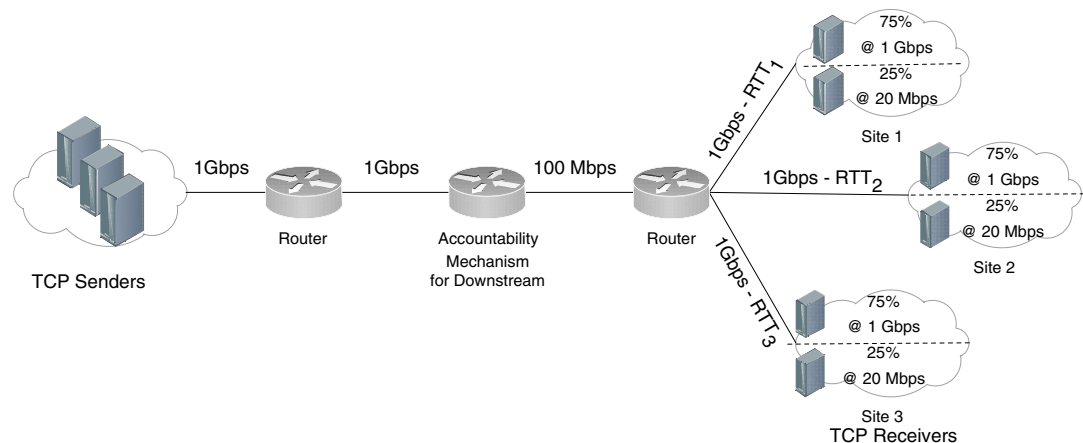 1Gbps
1Gbps
100 Mbps
Router
Accountability
Mechanism
for Downstream
Router
TCP Senders
1Gbps - RTT1
75%
@ 1 Gbps
25%
@ 20 Mbps
Site 1
1Gbps - RTT2
75%
@ 1 Gbps
25%
@ 20 Mbps
Site 2
1Gbps - RTT3
75%
@ 1 Gbps
25%
@ 20 Mbps
Site 3
TCP Receivers